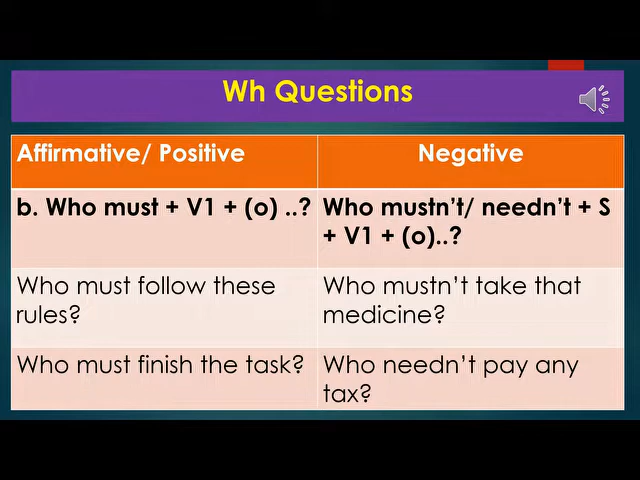 Wh Questions
Affirmative/ Positive
Negative
b. Who must + V1 + (o) ..?
Who mustn't/ needn't + S
+ V1 + (o)..?
Who must follow these
rules?
Who mustn't take that
medicine?
Who must finish the task?
Who needn't pay any
tax?